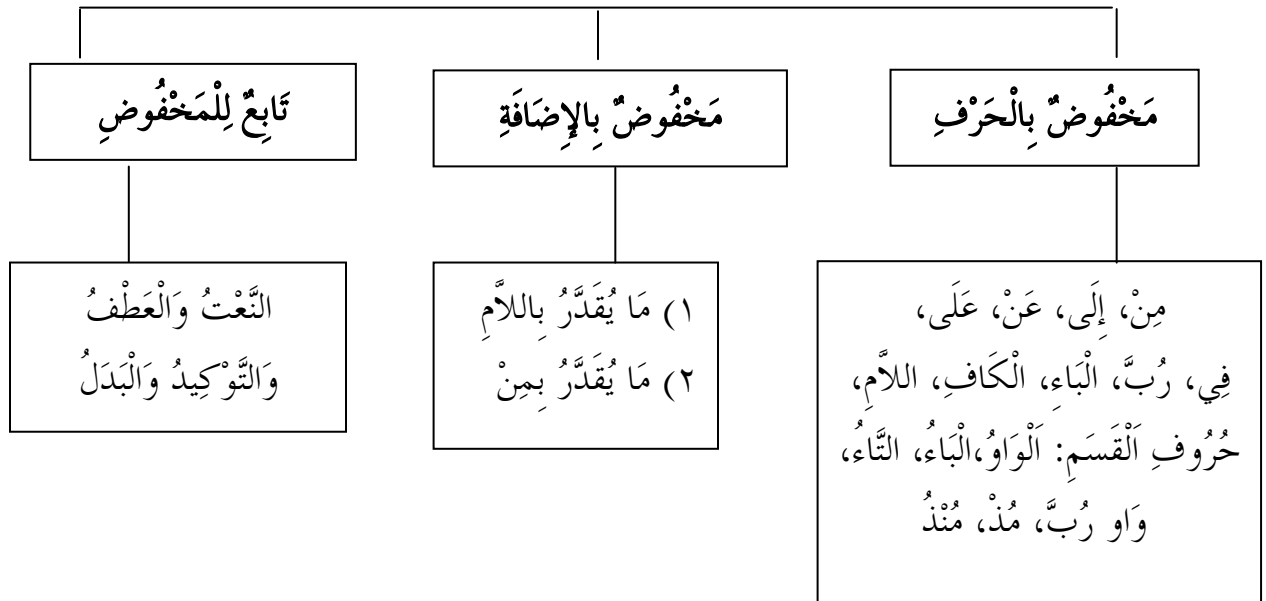 مَخْفُوضٌ بِالْحَرْفِ
مَخْفُوضٌ بِالإِضَافَةِ
تَابِعٌ لِلْمَخْفُوضِ
مِنْ، إِلَى، عَنْ، عَلَى،
فِي، رُبَّ، الْبَاءِ، الْكَافِ، اللاَّمِ،
حُرُوفِ اَلْقَسَمِ: اَلْوَاوُ،الْبَاءُ، التَّاءُ،
وَاو رُبَّ، مُذْ، مُنْذُ
١) مَا يُقَدَّرُ بِاللاَّمِ
٢) مَا يُقَدَّرُ بِمِنْ
النَّعْتُ وَالْعَطْفُ
وَالتَّوْكِيدُ وَالْبَدَلُ